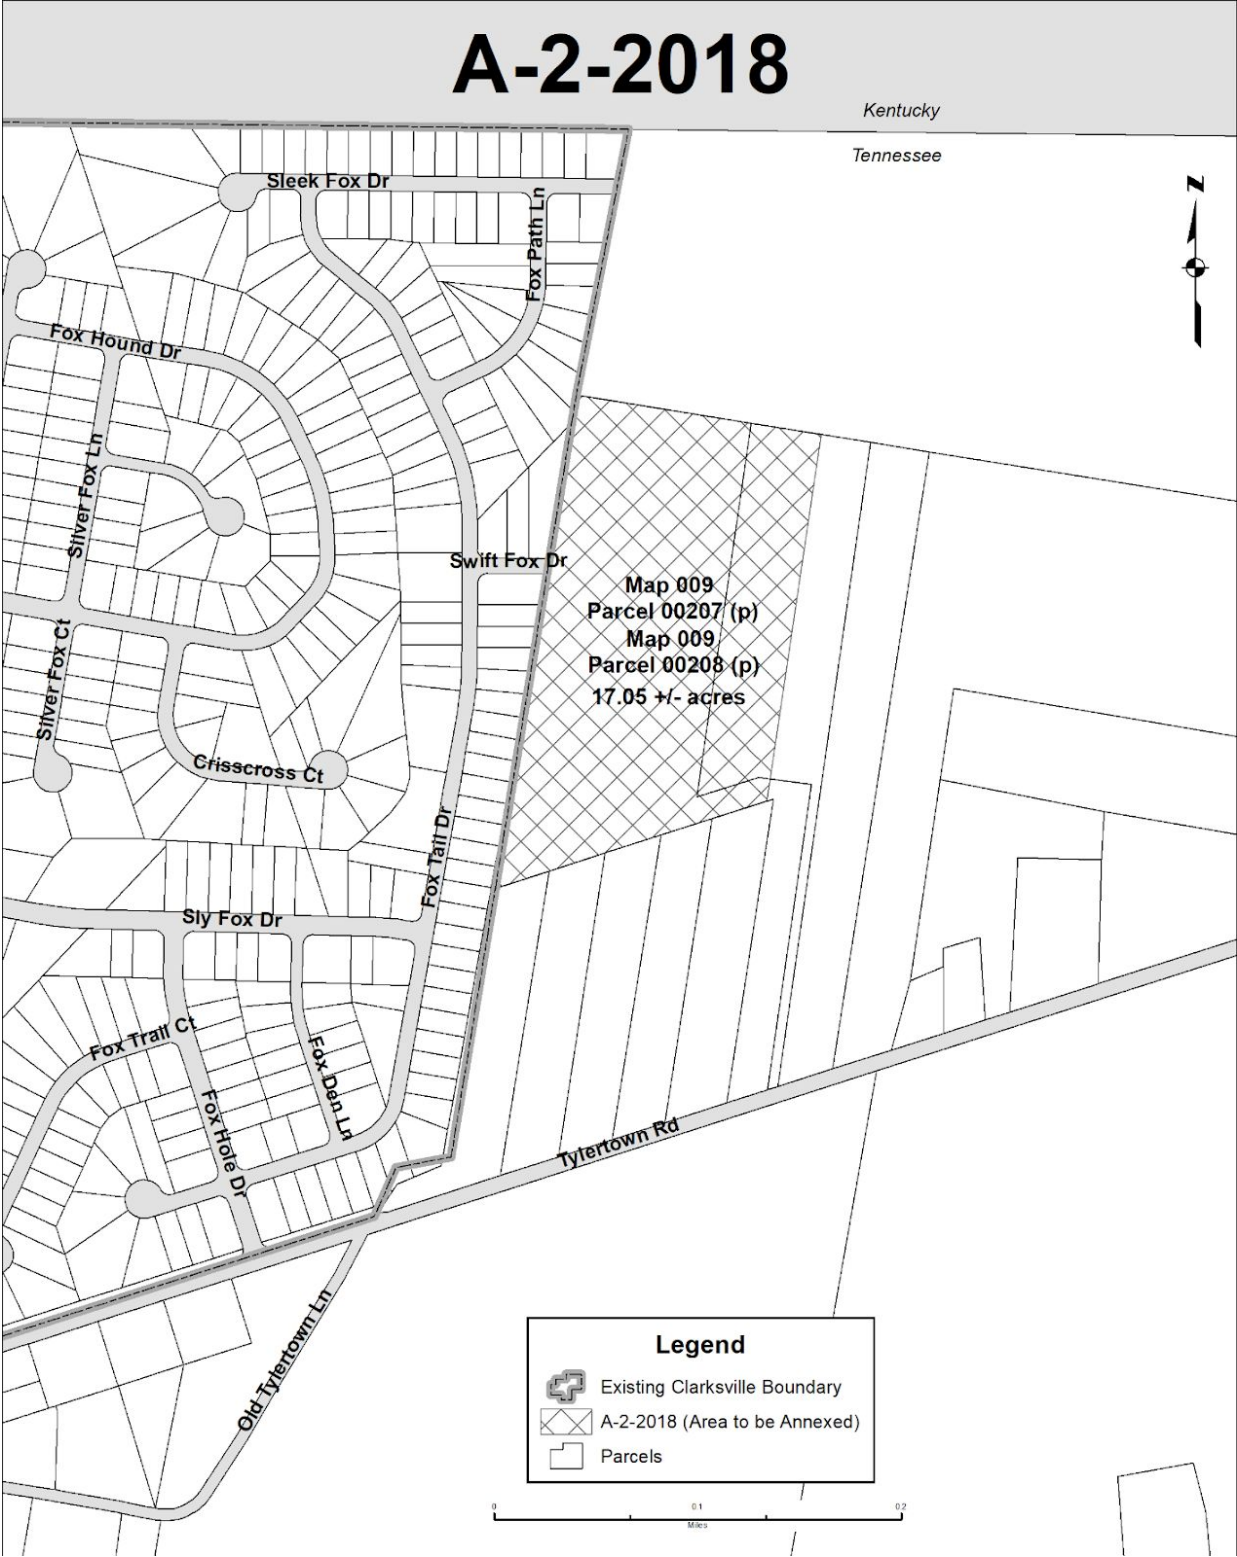 A-2-2018
Kentucky
Tennessee
N
Sleek Fox Dr
Fox Path Ln
Fox Hound Dr
Silver Fox Ln
Swift Fox Dr
Map 009
Parcel 00207 (p)
Map 009
Parcel 00208 (p)
17.05 +/- acres
Silver Fox Ct
Crisscross Ct
Fox Tail Dr
Sly Fox Dr
Fox Trail Ct
Fox Den Ln
Fox Hole Dr
Tylertown Rd
Old Tylertown Ln
Legend
Existing Clarksville Boundary
A-2-2018 (Area to be Annexed)
Parcels
0 0.1 0.2
Miles